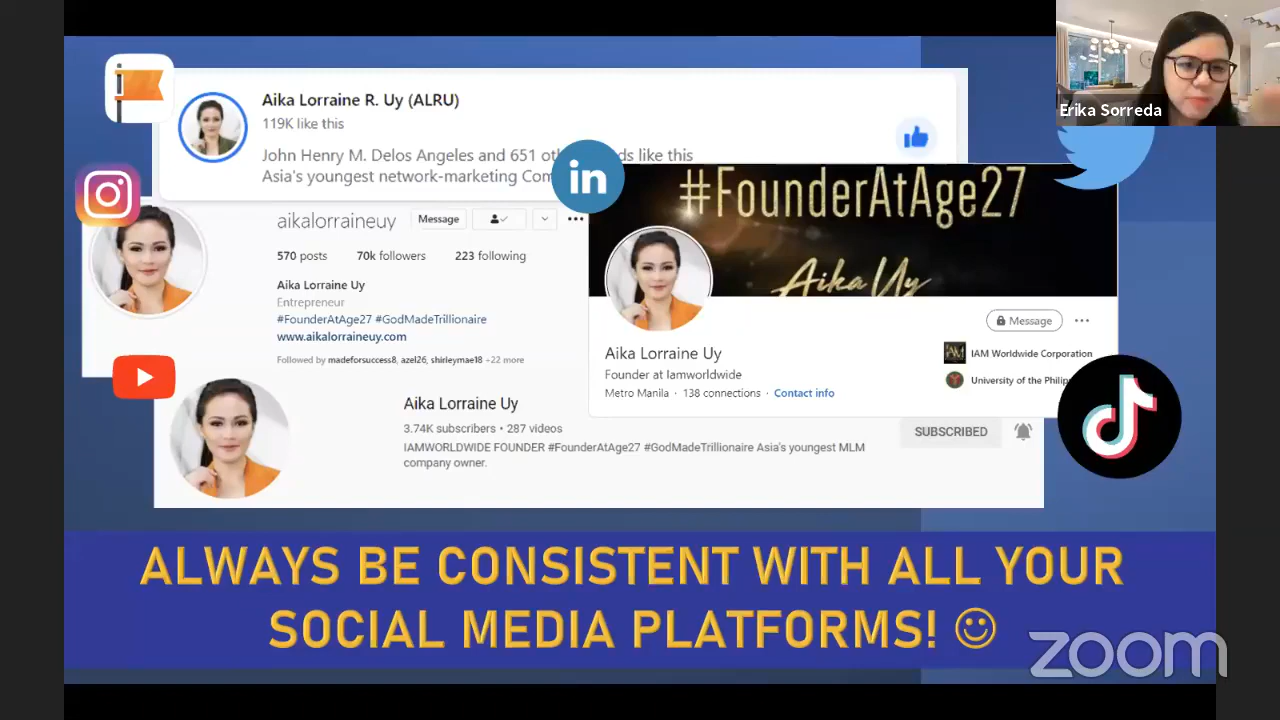 Erika Sorreda
Aika Lorraine R. Uy (ALRU)
119K like this
John Henry M. Delos Angeles and 651 ds like this
Asia's youngest network-marketing
in
#FounderAtAge27
Aika Uy
aikalorraineuy Message
570 posts 70k followers 223 following
Aika Lorraine Uy
Entrepreneur
#FounderAtAge27 #GodMadeTrillionaire
www.aikalorraineuy.com
Followed by madeforsuccess8, azel26, shirleymae18 +22 more
Message
Aika Lorraine Uy
Founder at Iamworldwide
Metro Manila · 138 connections · Contact info
IAM Worldwide Corporation
University of the
Aika Lorraine Uy
3.74K subscribers • 287 videos
IAMWORLDWIDE FOUNDER #FounderAtAge27 #GodMadeTrillionaire Asia's youngest MLM
company owner.
SUBSCRIBED
ALWAYS BE CONSISTENT WITH ALL YOUR
SOCIAL MEDIA PLATFORMS!
zoom